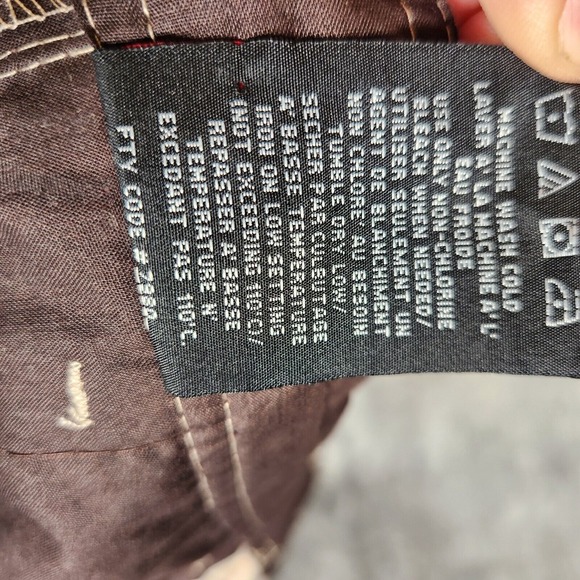 MACHINE WASH COLD
LAVER A LA MACHINE A L'
EAU FROIDE
USE ONLY NON CHLORINE
BLEACH WHEN NEEDED/
UTILISER SEULEMENT UN
AGENT DE BLANCHIMENT
NON CHLORE AU BESOIN
TUMBLE DRY LOW/
SECHER PAR CULBUTAGE
A BASSE TEMPERATURE
IRON ON LOW SETTING
(NOT EXCEEDING 110°C)/
REPASSER A BASSE
TEMPERATURE N'
EXCEDANT PAS 110°C.
FTY CODE #